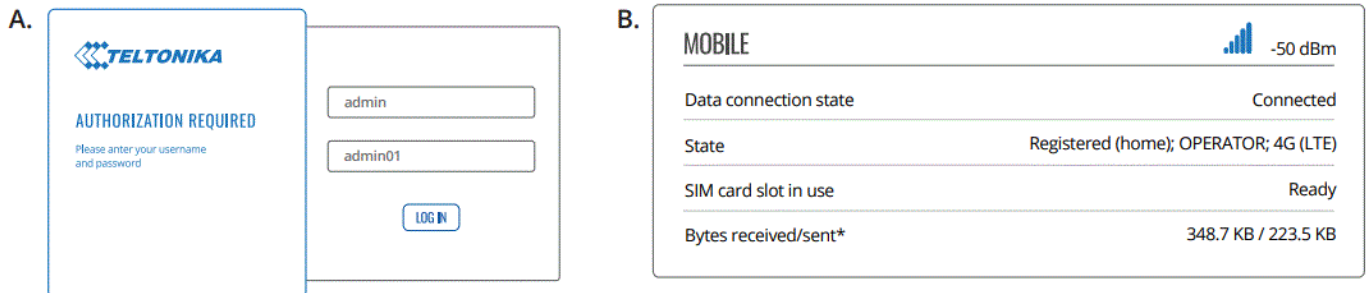 A.
TELTONIKA
AUTHORIZATION REQUIRED
Please anter your username
and password
admin
admin01
LOG IN
B.
MOBILE -50 dBm
Data connection state Connected
State Registered (home); OPERATOR; 4G (LTE)
SIM card slot in use Ready
Bytes received/sent* 348.7 KB / 223.5 KB